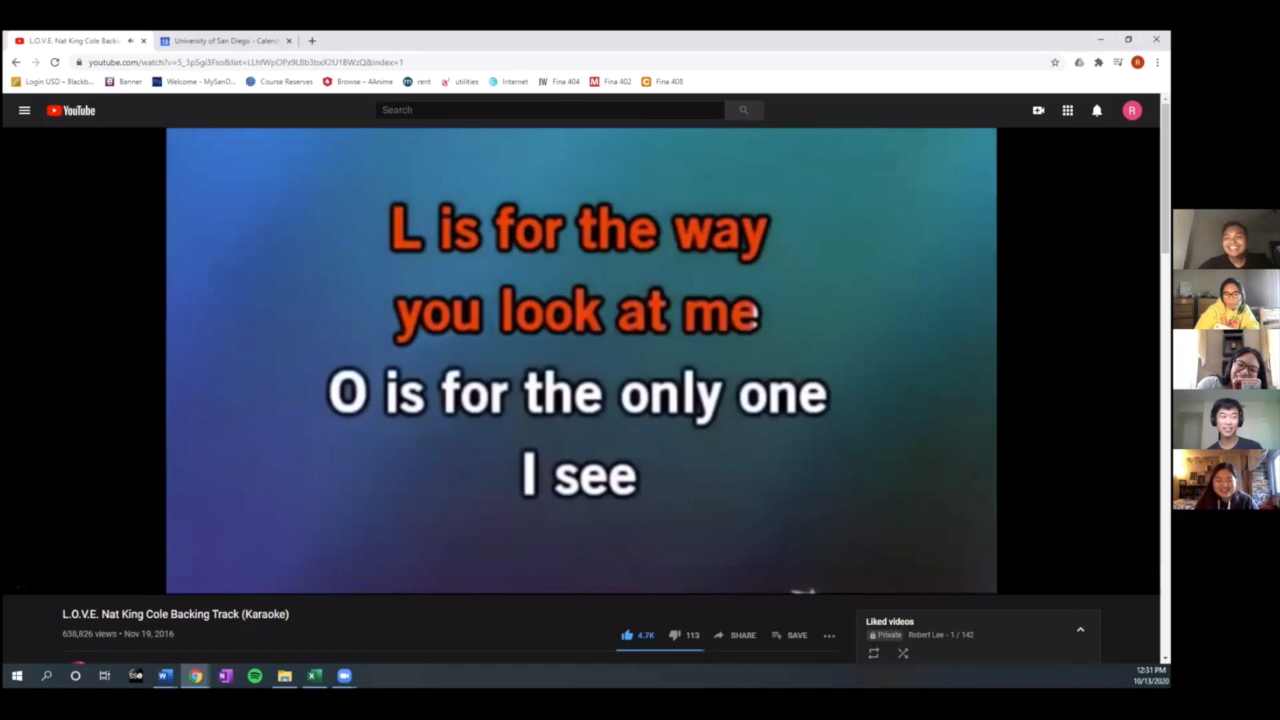 L.O.V.E. Nat King Cole Back
University of San Diego - Calend
youtube.com/watch?v=5_3pSgi3Fso&list=LLhfWpOPx9L8b3bxX2U1BWzQ&index=1
Login USD – Blackb... Banner Welcome - MySanD... Course Reserves Browse – 4Anime rent utilities Internet IW Fina 404 Fina 402 Fina 408
YouTube
Search
R
L is for the way
you look at me
O is for the only one
I see
L.O.V.E. Nat King Cole Backing Track (Karaoke)
638,826 views • Nov 19, 2016
4.7K 113 SHARE SAVE
Liked videos
Private Robert Lee - 1 / 142
12:31 PM
10/13/2020